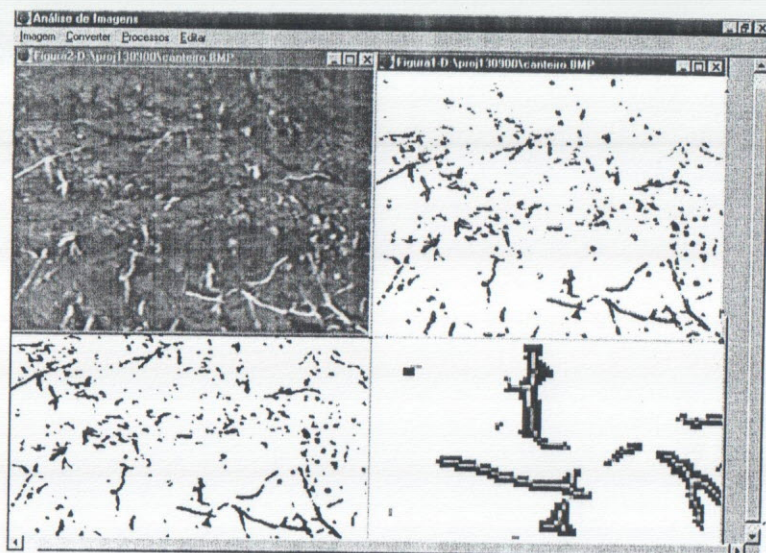 Análise de Imagens
Imagem Converter Processos Editar
Figura2-D:\proj130900\canteiro.BMP
Figura1-D:\proj130900\canteiro.BMP